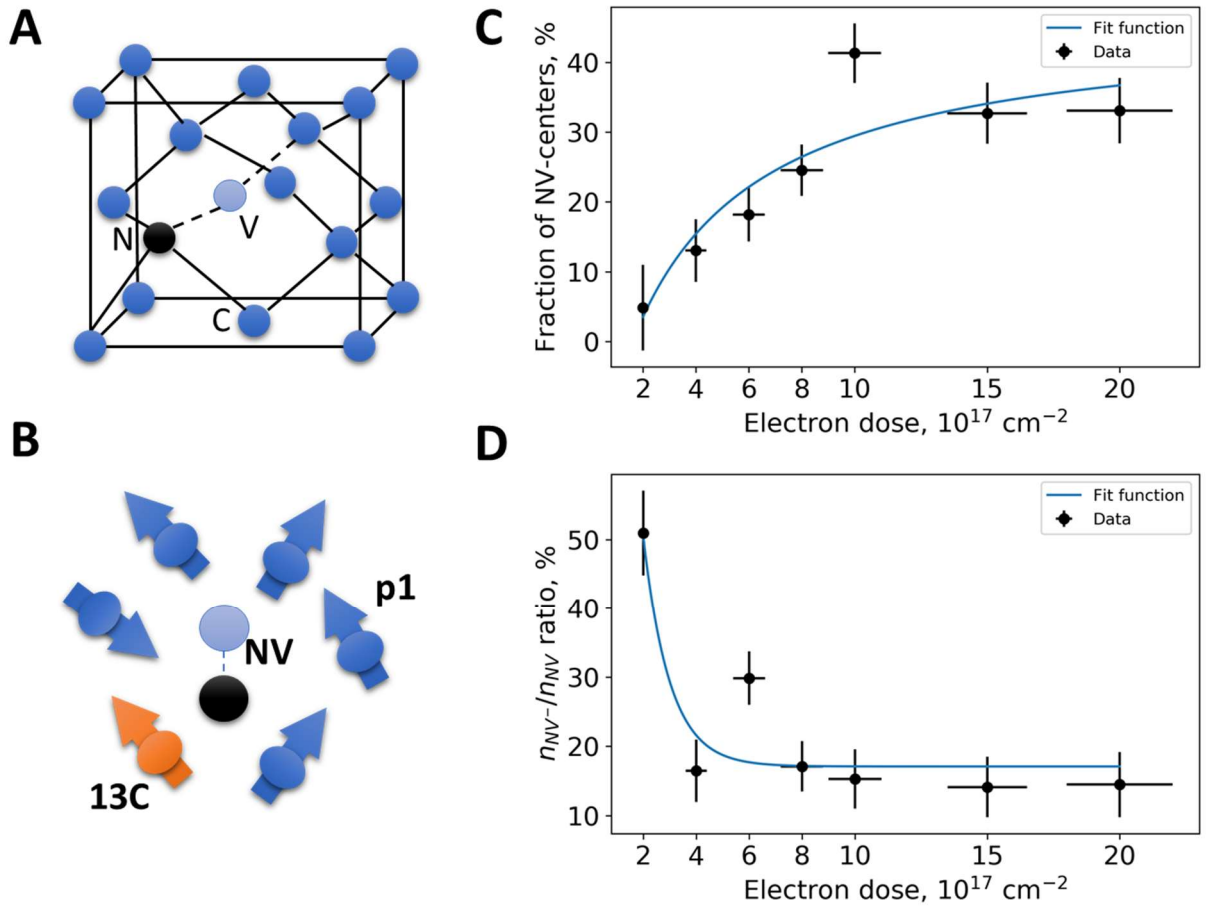 A
N
V
C
B
p1
NV
13C
C
Fraction of NV-centers, %
40
30
20
10
0
Fit function
Data
2 4 6 8 10 15 20
Electron dose, 10¹⁷ cm⁻²
D
n_NV⁻/n_NV ratio, %
50
40
30
20
10
Fit function
Data
2 4 6 8 10 15 20
Electron dose, 10¹⁷ cm⁻²